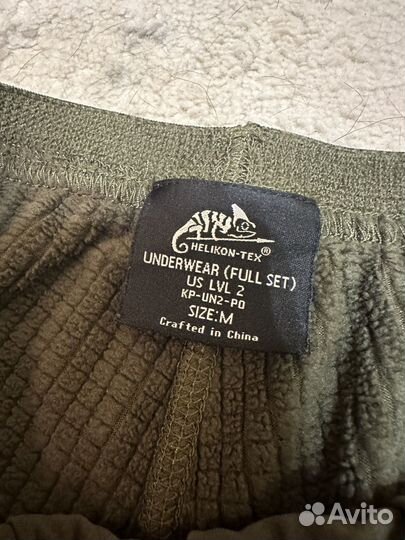 HELIKON-TEX®
UNDERWEAR (FULL SET)
US LVL 2
KP-UN2-PO
SIZE:M
Crafted in China
Avito